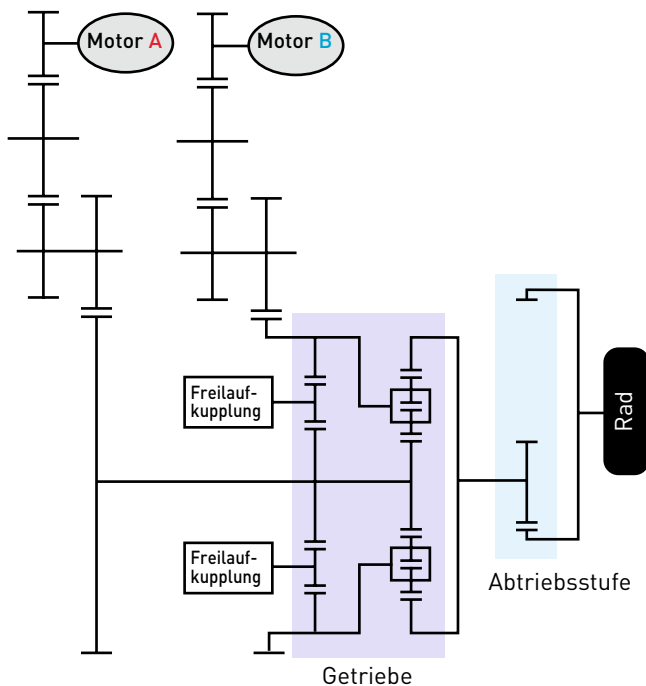 Motor A
Motor B
Freilauf-
kupplung
Freilauf-
kupplung
Rad
Abtriebsstufe
Getriebe